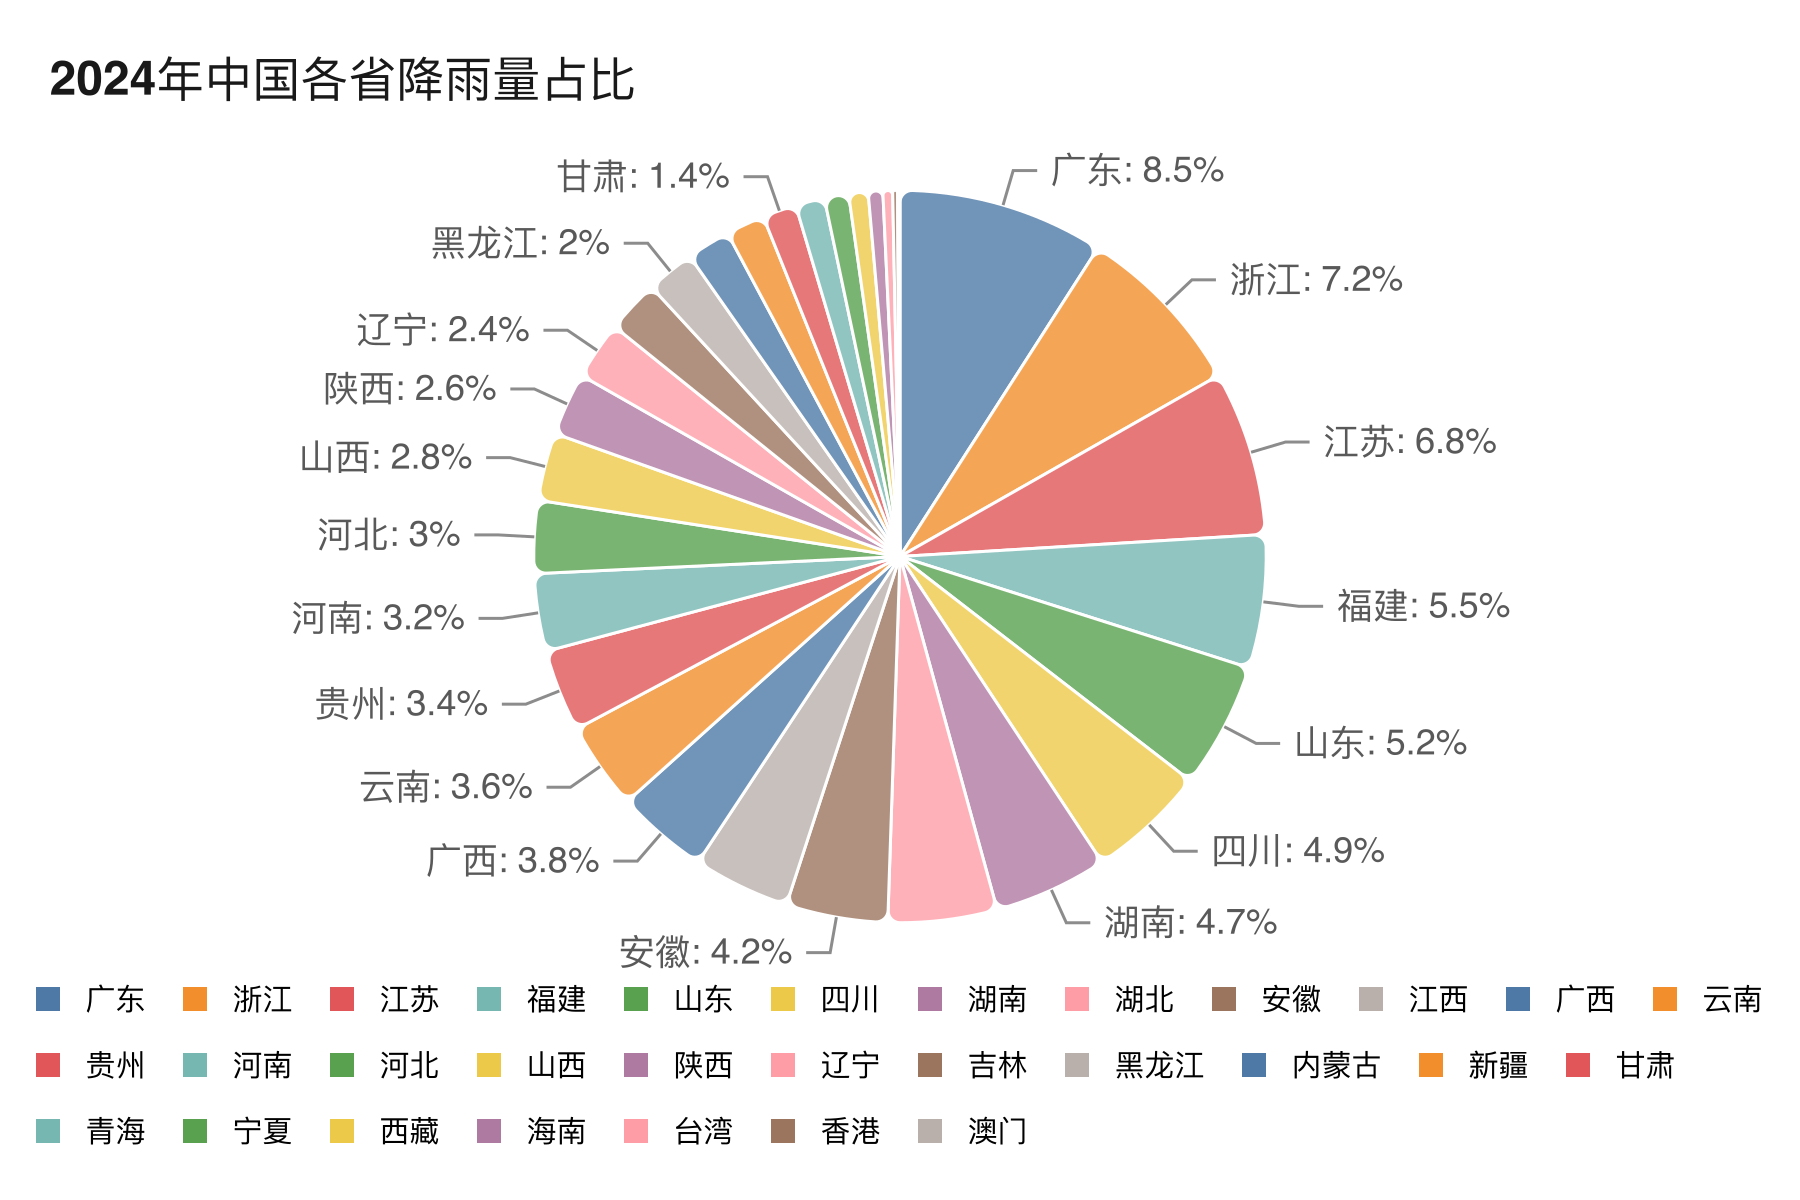 2024年中国各省降雨量占比
甘肃: 1.4%
广东: 8.5%
黑龙江: 2%
浙江: 7.2%
辽宁: 2.4%
陕西: 2.6%
江苏: 6.8%
山西: 2.8%
河北: 3%
福建: 5.5%
河南: 3.2%
贵州: 3.4%
山东: 5.2%
云南: 3.6%
四川: 4.9%
广西: 3.8%
湖南: 4.7%
安徽: 4.2%
广东 浙江 江苏 福建 山东 四川 湖南 湖北 安徽 江西 广西 云南
贵州 河南 河北 山西 陕西 辽宁 吉林 黑龙江 内蒙古 新疆 甘肃
青海 宁夏 西藏 海南 台湾 香港 澳门